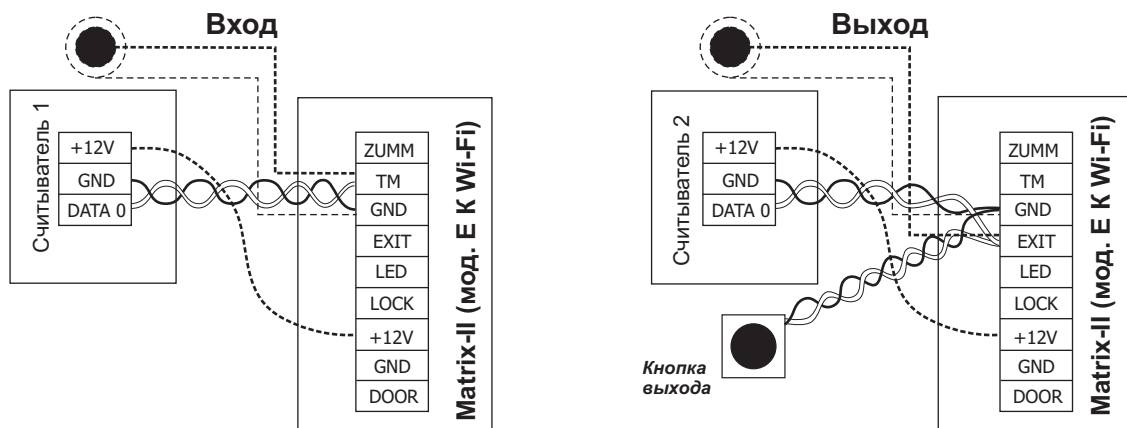 Вход
Считыватель 1
+12V
GND
DATA 0
ZUMM
TM
GND
EXIT
LED
LOCK
+12V
GND
DOOR
Matrix-II (мод. E K Wi-Fi)
Выход
Считыватель 2
+12V
GND
DATA 0
Кнопка
выхода
ZUMM
TM
GND
EXIT
LED
LOCK
+12V
GND
DOOR
Matrix-II (мод. E K Wi-Fi)